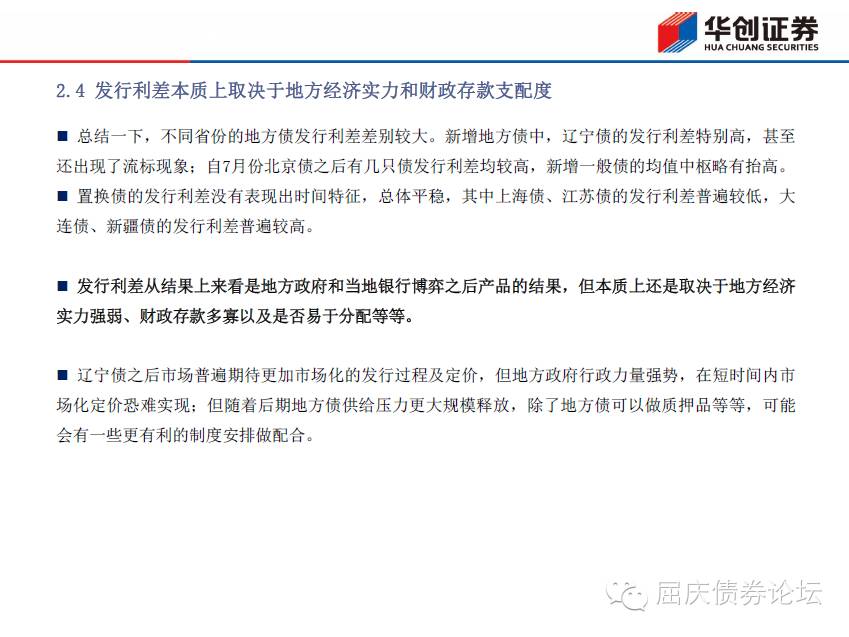 华创证券
HUA CHUANG SECURITIES
2.4 发行利差本质上取决于地方经济实力和财政存款支配度
■ 总结一下，不同省份的地方债发行利差差别较大。新增地方债中，辽宁债的发行利差特别高，甚至
还出现了流标现象；自7月份北京债之后有几只债发行利差均较高，新增一般债的均值中枢略有抬高。
■ 置换债的发行利差没有表现出时间特征，总体平稳，其中上海债、江苏债的发行利差普遍较低，大
连债、新疆债的发行利差普遍较高。
■ 发行利差从结果上来看是地方政府和当地银行博弈之后产品的结果，但本质上还是取决于地方经济
实力强弱、财政存款多寡以及是否易于分配等等。
■ 辽宁债之后市场普遍期待更加市场化的发行过程及定价，但地方政府行政力量强势，在短时间内市
场化定价恐难实现；但随着后期地方债供给压力更大规模释放，除了地方债可以做质押品等等，可能
会有一些更有利的制度安排做配合。
屈庆债券论坛